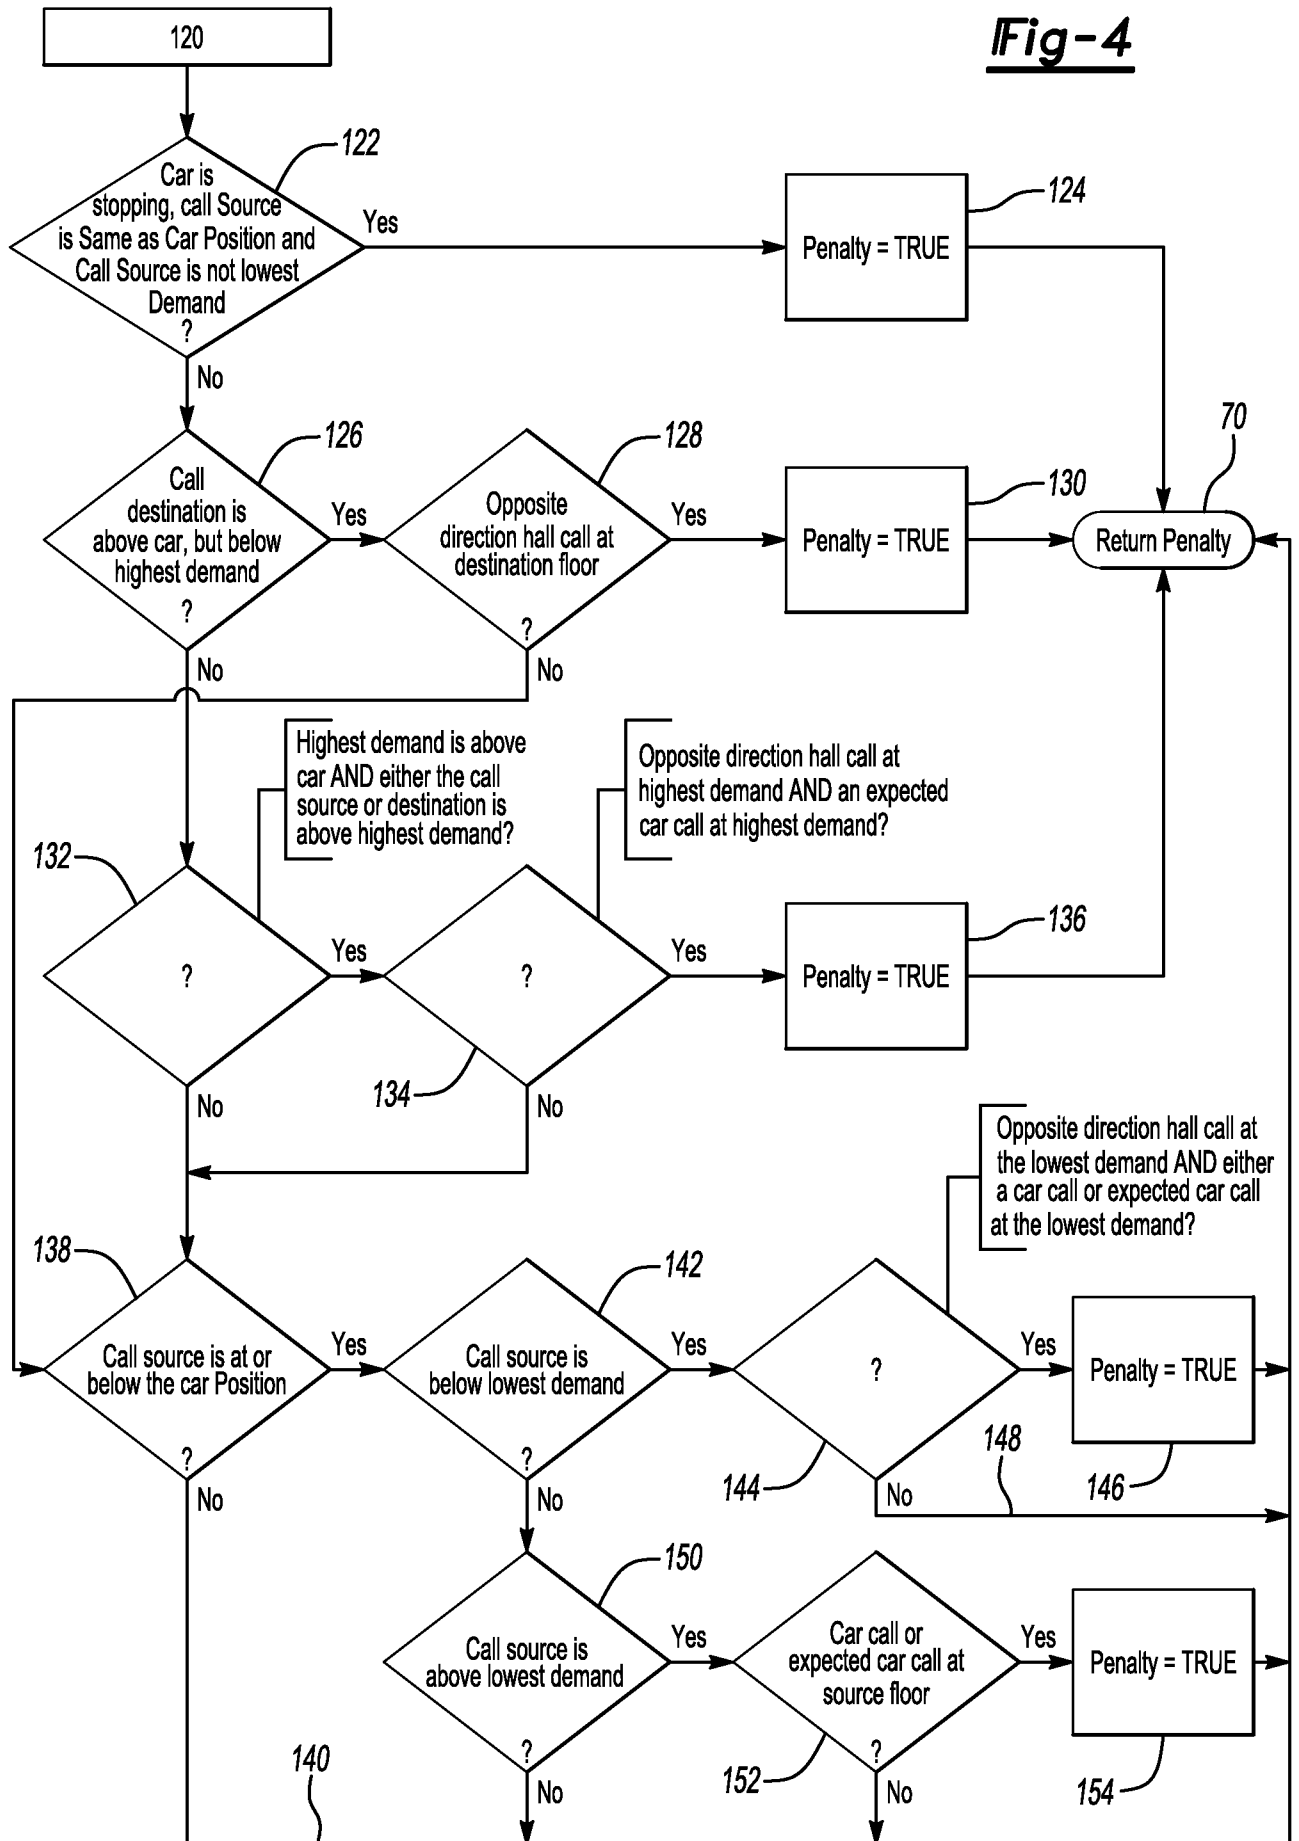 Fig-4
120
122
Car is
stopping, call Source
is Same as Car Position and
Call Source is not lowest
Demand
?
Yes
No
124
Penalty = TRUE
126
Call
destination is
above car, but below
highest demand
?
Yes
No
128
Opposite
direction hall call at
destination floor
?
Yes
No
130
Penalty = TRUE
70
Return Penalty
Highest demand is above
car AND either the call
source or destination is
above highest demand?
Opposite direction hall call at
highest demand AND an expected
car call at highest demand?
132
?
Yes
No
134
?
Yes
No
136
Penalty = TRUE
Opposite direction hall call at
the lowest demand AND either
a car call or expected car call
at the lowest demand?
138
Call source is at or
below the car Position
?
Yes
No
142
Call source is
below lowest demand
?
Yes
No
144
?
Yes
No
146
Penalty = TRUE
148
150
Call source is
above lowest demand
?
Yes
No
152
Car call or
expected car call at
source floor
?
Yes
No
154
Penalty = TRUE
140